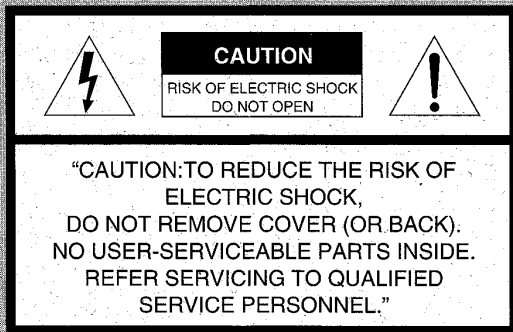 CAUTION
RISK OF ELECTRIC SHOCK
DO NOT OPEN
"CAUTION:TO REDUCE THE RISK OF
ELECTRIC SHOCK,
DO NOT REMOVE COVER (OR BACK).
NO USER-SERVICEABLE PARTS INSIDE.
REFER SERVICING TO QUALIFIED
SERVICE PERSONNEL."